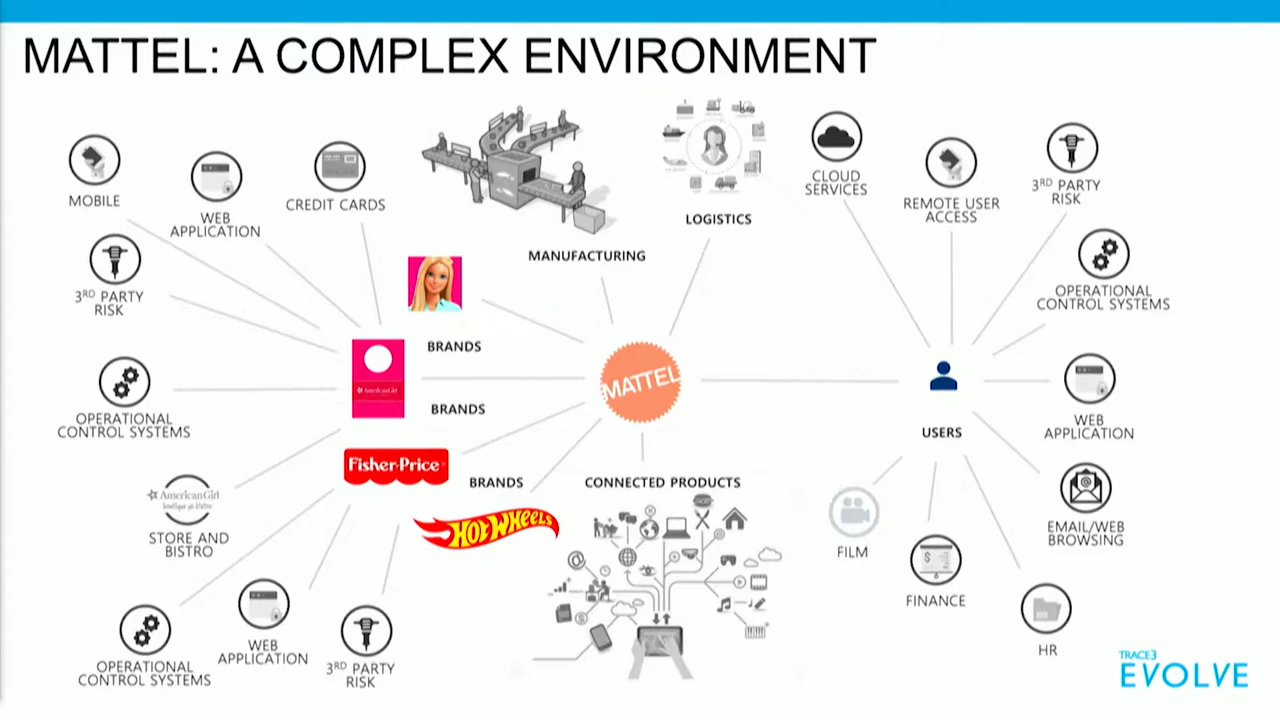 MATTEL: A COMPLEX ENVIRONMENT
MOBILE
WEB
APPLICATION
CREDIT CARDS
MANUFACTURING
LOGISTICS
CLOUD
SERVICES
REMOTE USER
ACCESS
3RD PARTY
RISK
3RD PARTY
RISK
OPERATIONAL
CONTROL SYSTEMS
BRANDS
AmericanGirl
BRANDS
MATTEL
USERS
OPERATIONAL
CONTROL SYSTEMS
WEB
APPLICATION
Fisher-Price
BRANDS
CONNECTED PRODUCTS
AmericanGirl
STORE AND
BISTRO
HOT WHEELS
FILM
EMAIL/WEB
BROWSING
FINANCE
HR
OPERATIONAL
CONTROL SYSTEMS
WEB
APPLICATION
3RD PARTY
RISK
TRACE3
EVOLVE